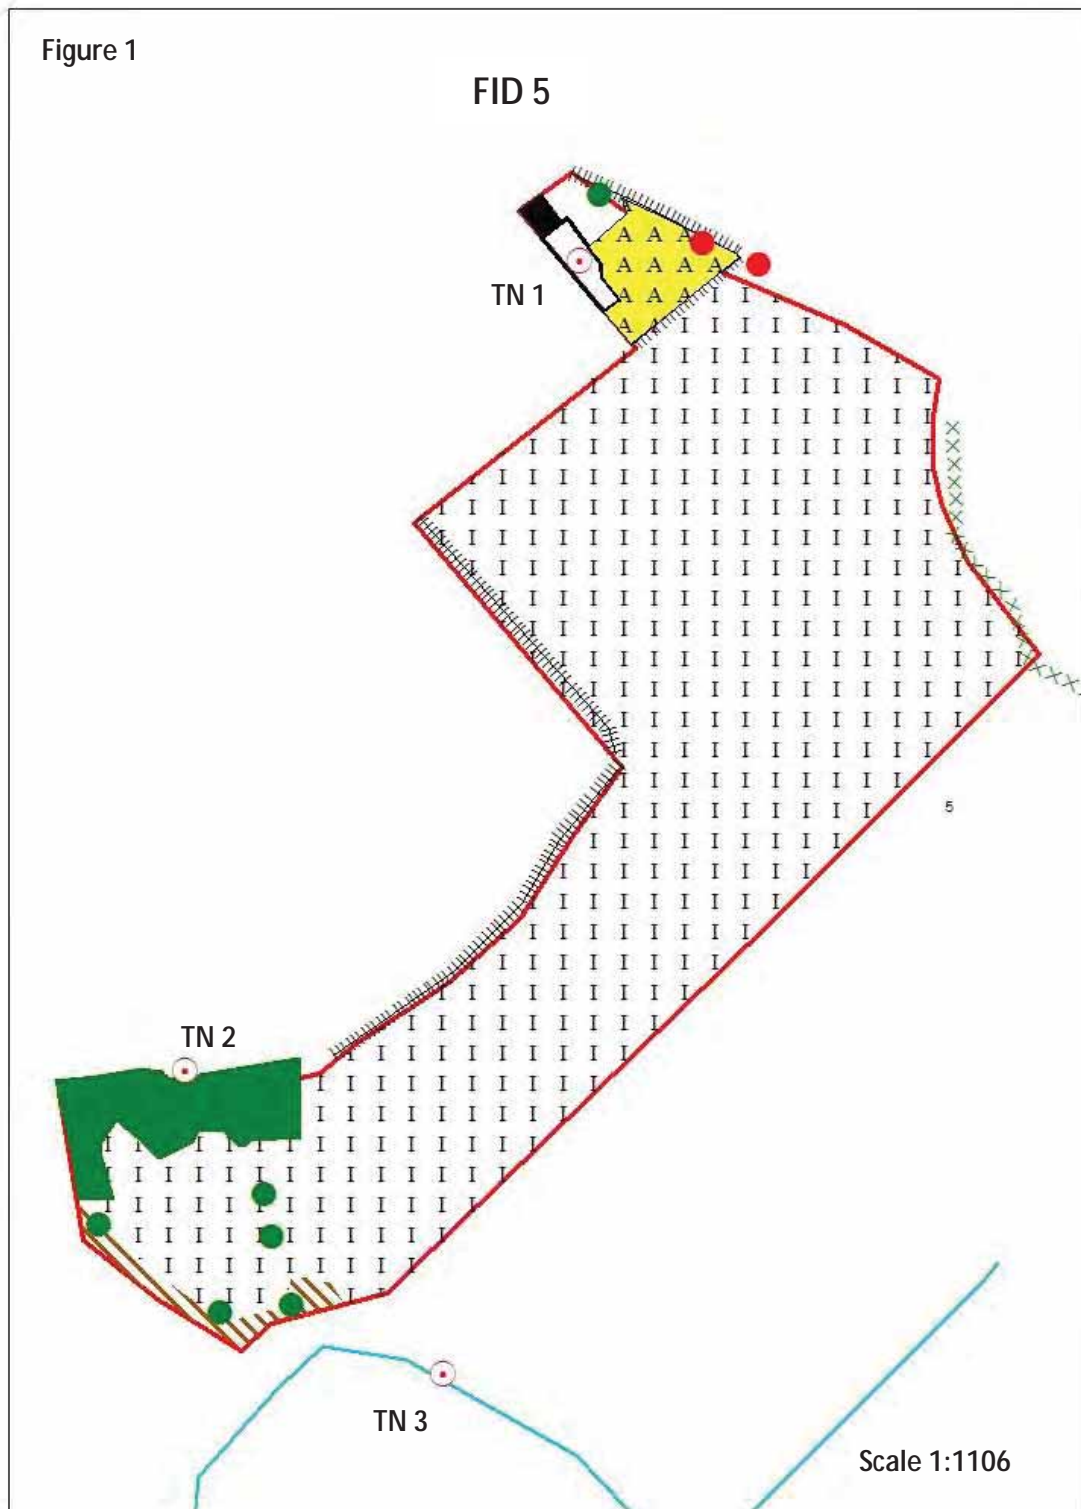 Figure 1
FID 5
A
A A A
A A A A
TN 1
A A A I I I
A A I I I I I I
I I I I I I I I I I
5
TN 2
TN 3
Scale 1:1106